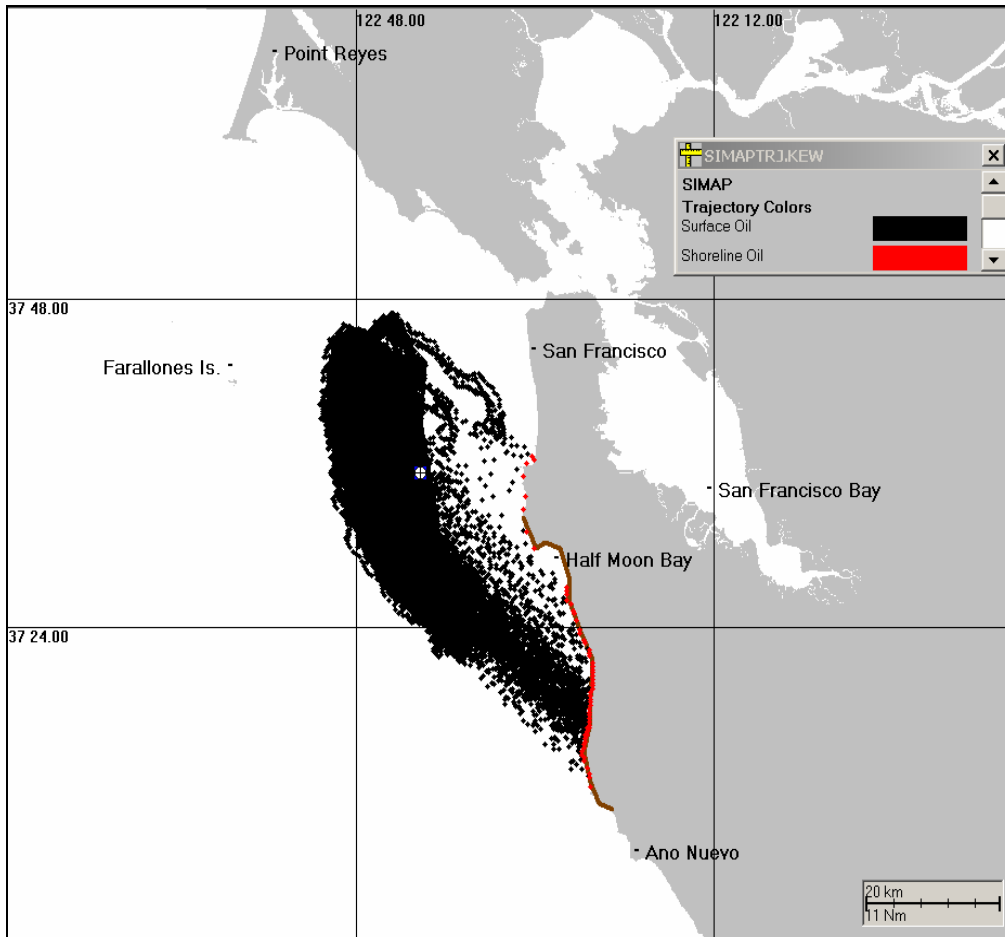 122 48.00
122 12.00
Point Reyes
SIMAPTRJ.KEW
SIMAP
Trajectory Colors
Surface Oil
Shoreline Oil
37 48.00
San Francisco
Farallones Is.
San Francisco Bay
Half Moon Bay
37 24.00
Ano Nuevo
20 km
11 Nm